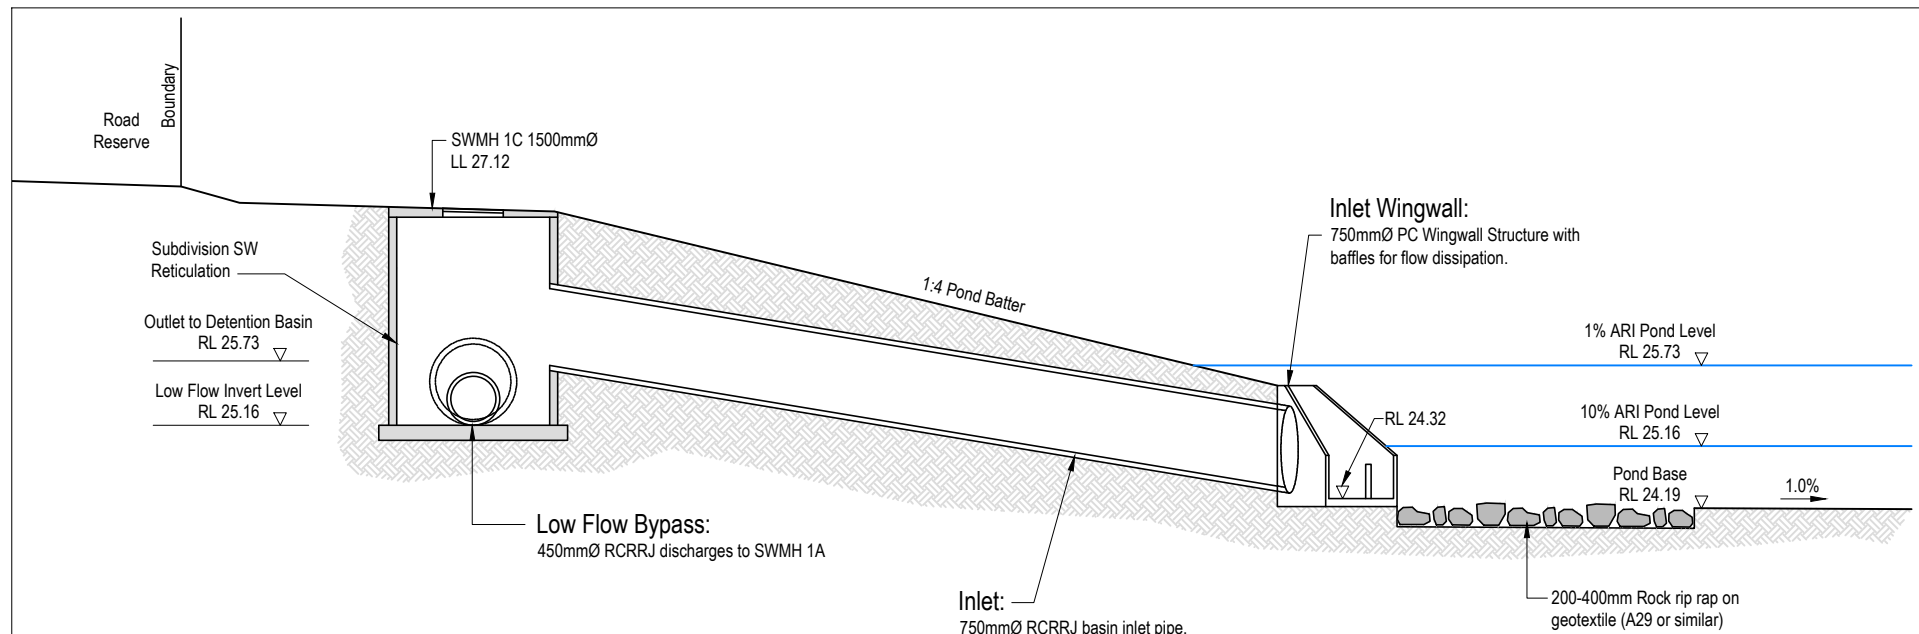 Road
Reserve
Boundary
SWMH 1C 1500mmØ
LL 27.12
Subdivision SW
Reticulation
Outlet to Detention Basin
RL 25.73
Low Flow Invert Level
RL 25.16
Low Flow Bypass:
450mmØ RCRRJ discharges to SWMH 1A
1:4 Pond Batter
Inlet:
750mmØ RCRRJ basin inlet pipe.
Inlet Wingwall:
750mmØ PC Wingwall Structure with
baffles for flow dissipation.
RL 24.32
1% ARI Pond Level
RL 25.73
10% ARI Pond Level
RL 25.16
Pond Base
RL 24.19
1.0%
200-400mm Rock rip rap on
geotextile (A29 or similar)